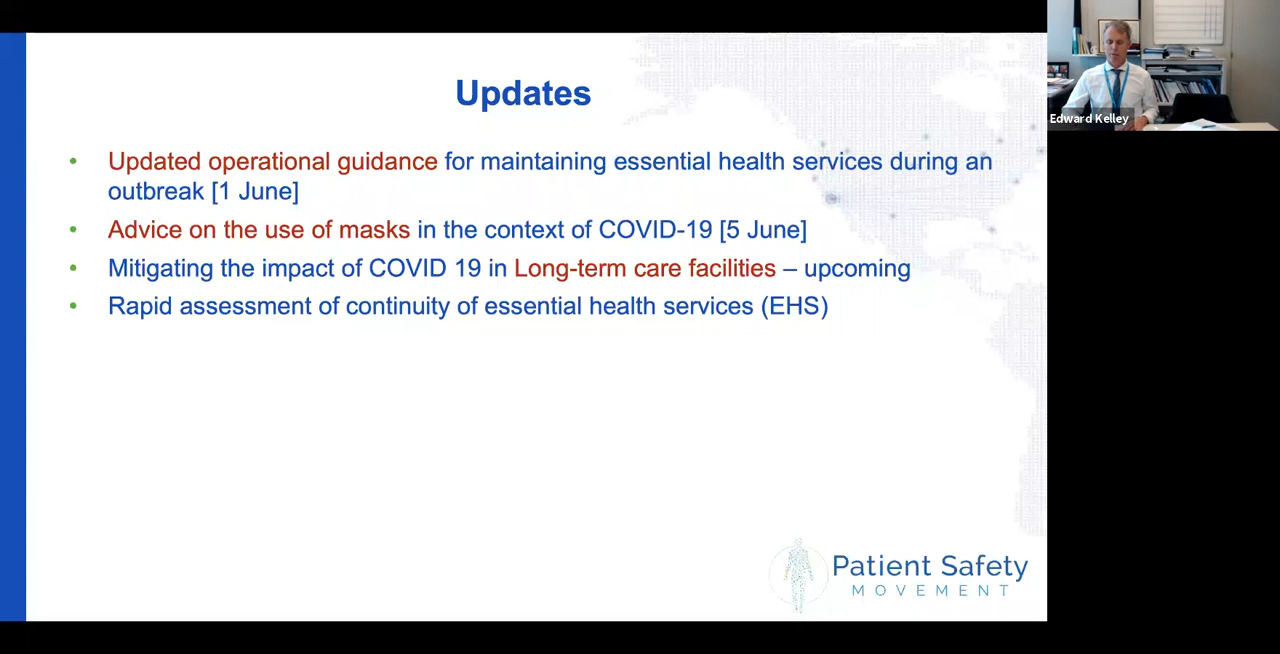 Updates
• Updated operational guidance for maintaining essential health services during an
outbreak [1 June]
• Advice on the use of masks in the context of COVID-19 [5 June]
• Mitigating the impact of COVID 19 in Long-term care facilities – upcoming
• Rapid assessment of continuity of essential health services (EHS)
Patient Safety
MOVEMENT
Edward Kelley